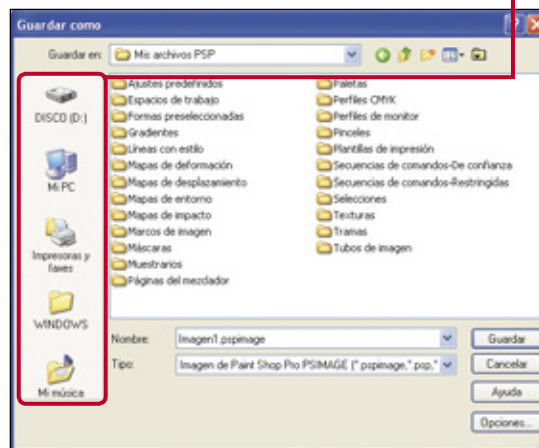 Guardar como
Guardar en: Mis archivos PSP
DISCO (D:)
Mi PC
Impresoras y faxes
WINDOWS
Mi música
Ajustes predefinidos
Espacios de trabajo
Formas preseleccionadas
Gradientes
Líneas con estilo
Mapas de deformación
Mapas de desplazamiento
Mapas de entorno
Mapas de impacto
Marcos de imagen
Máscaras
Muestrarios
Páginas del mezclador
Paletas
Perfiles CMYK
Perfiles de monitor
Pinceles
Plantillas de impresión
Secuencias de comandos-De confianza
Secuencias de comandos-Restringidas
Selecciones
Texturas
Tramas
Tubos de imagen
Nombre: Imagen1.pspimage
Tipo: Imagen de Paint Shop Pro PSIMAGE (*.pspimage,*.psp,*
Guardar
Cancelar
Ayuda
Opciones...